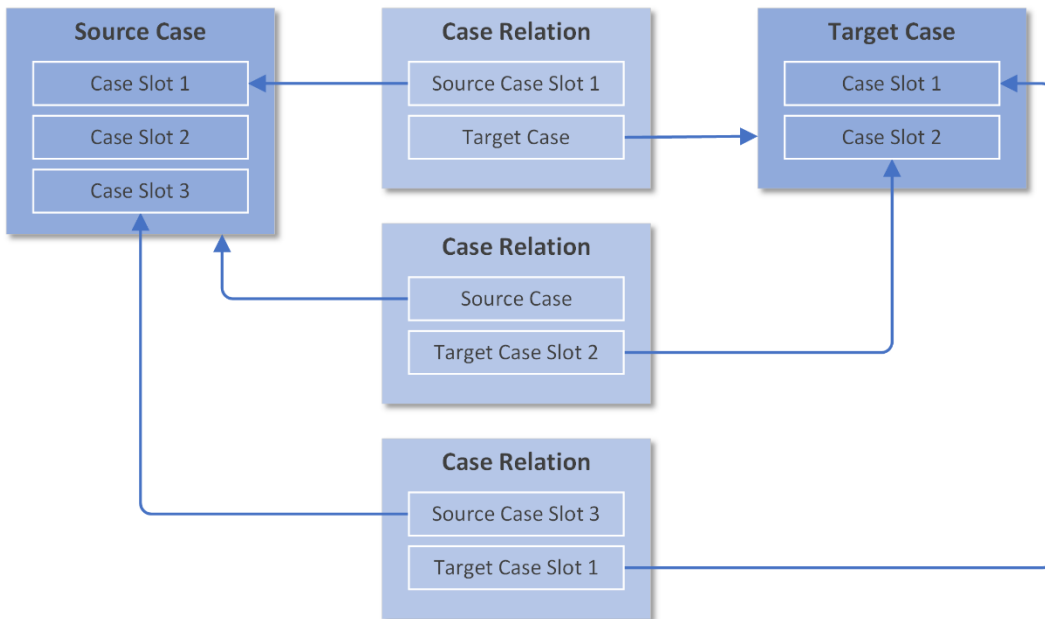 Source Case
Case Slot 1
Case Slot 2
Case Slot 3
Case Relation
Source Case Slot 1
Target Case
Target Case
Case Slot 1
Case Slot 2
Case Relation
Source Case
Target Case Slot 2
Case Relation
Source Case Slot 3
Target Case Slot 1